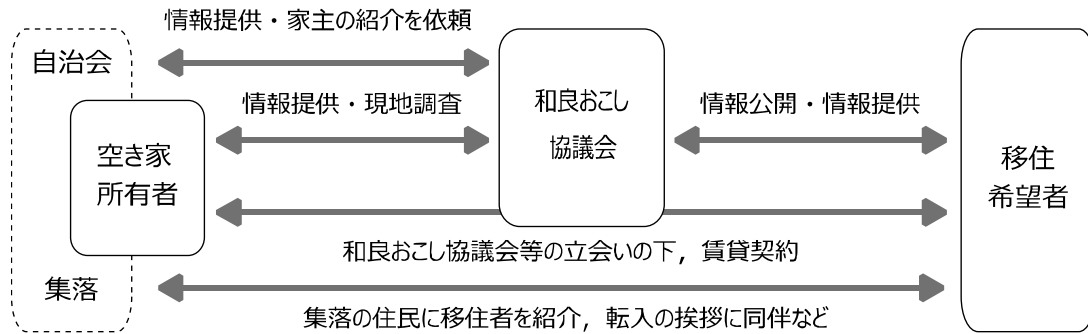 情報提供・家主の紹介を依頼
自治会
情報提供・現地調査
和良おこし
協議会
情報公開・情報提供
空き家
所有者
移住
希望者
和良おこし協議会等の立会いの下，賃貸契約
集落
集落の住民に移住者を紹介，転入の挨拶に同伴など